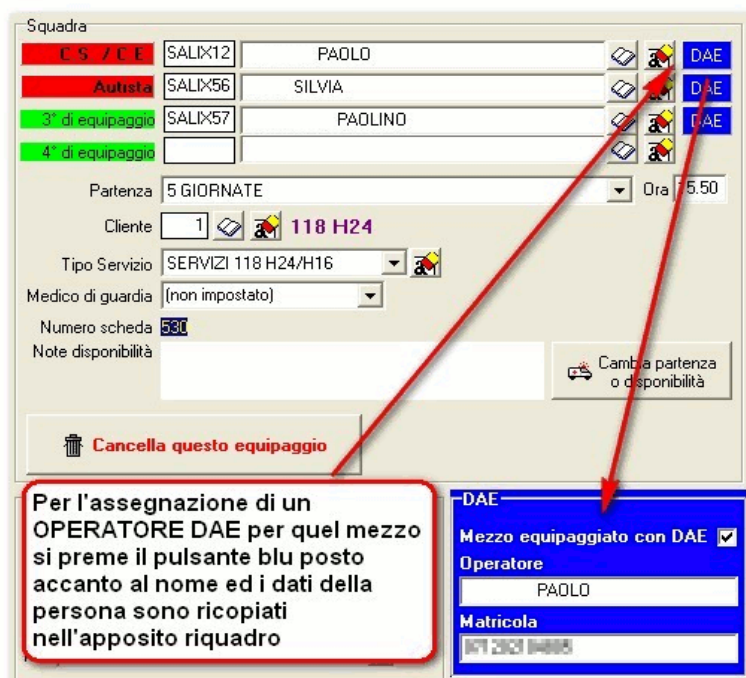 Squadra
C S / C E SALIX12 PAOLO DAE
Autista SALIX56 SILVIA DAE
3° di equipaggio SALIX57 PAOLINO DAE
4° di equipaggio
Partenza 5 GIORNATE Ora 5.50
Cliente 1 118 H24
Tipo Servizio SERVIZI 118 H24/H16
Medico di guardia (non impostato)
Numero scheda 530
Note disponibilità
Cambia partenza
o disponibilità
Cancella questo equipaggio
Per l'assegnazione di un
OPERATORE DAE per quel mezzo
si preme il pulsante blu posto
accanto al nome ed i dati della
persona sono ricopiati
nell'apposito riquadro
DAE
Mezzo equipaggiato con DAE
Operatore
PAOLO
Matricola